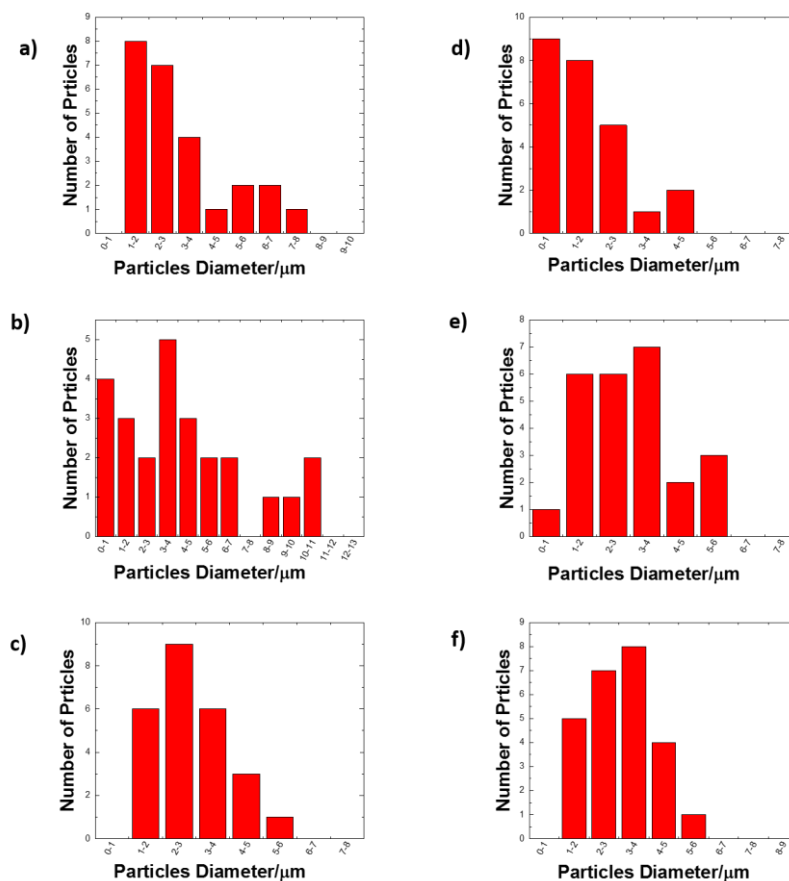 a)
9
8
7
6
5
4
3
2
1
0
Number of Prticles
0-1 1-2 2-3 3-4 4-5 5-6 6-7 7-8 8-9 9-10
Particles Diameter/μm
d)
10
8
6
4
2
0
Number of Prticles
0-1 1-2 2-3 3-4 4-5 5-6 6-7 7-8
Particles Diameter/μm
b)
5
4
3
2
1
0
Number of Prticles
0-1 1-2 2-3 3-4 4-5 5-6 6-7 7-8 8-9 9-10 10-11 11-12 12-13
Particles Diameter/μm
e)
8
7
6
5
4
3
2
1
0
Number of Prticles
0-1 1-2 2-3 3-4 4-5 5-6 6-7 7-8
Particles Diameter/μm
c)
10
8
6
4
2
0
Number of Prticles
0-1 1-2 2-3 3-4 4-5 5-6 6-7 7-8
Particles Diameter/μm
f)
10
9
8
7
6
5
4
3
2
1
0
Number of Prticles
0-1 1-2 2-3 3-4 4-5 5-6 6-7 7-8 8-9
Particles Diameter/μm